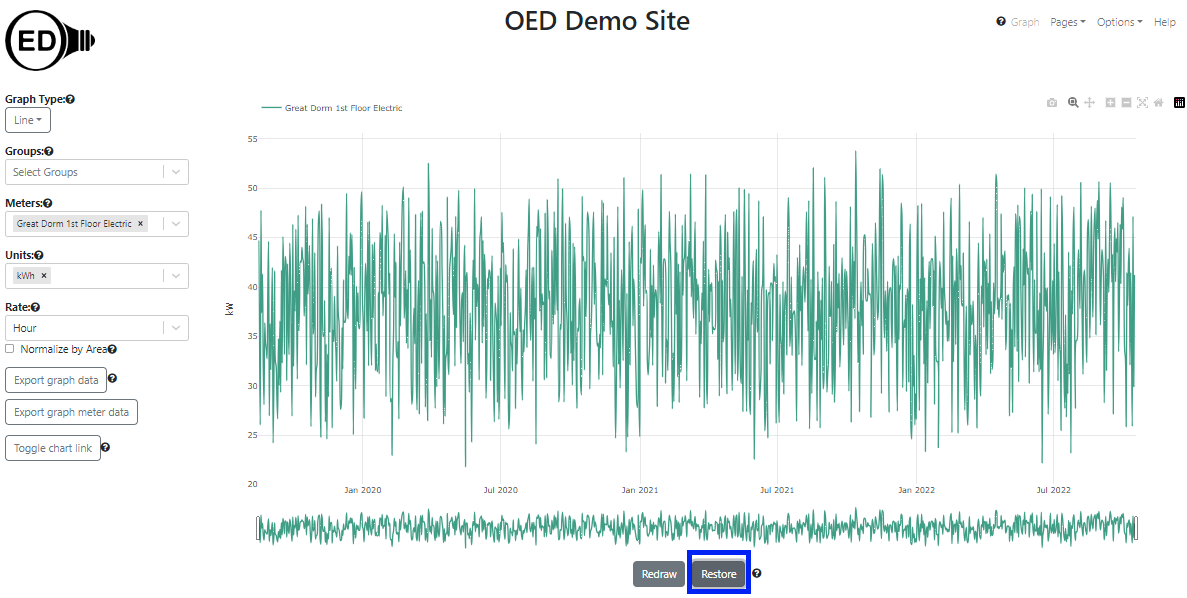 OED Demo Site
ED
Graph Pages Options Help
Graph Type:
Line
Groups:
Select Groups
Meters:
Great Dorm 1st Floor Electric ×
Units:
kWh ×
Rate:
Hour
Normalize by Area
Export graph data
Export graph meter data
Toggle chart link
Great Dorm 1st Floor Electric
55
50
45
40
35
30
25
20
kW
Jan 2020 Jul 2020 Jan 2021 Jul 2021 Jan 2022 Jul 2022
Redraw Restore